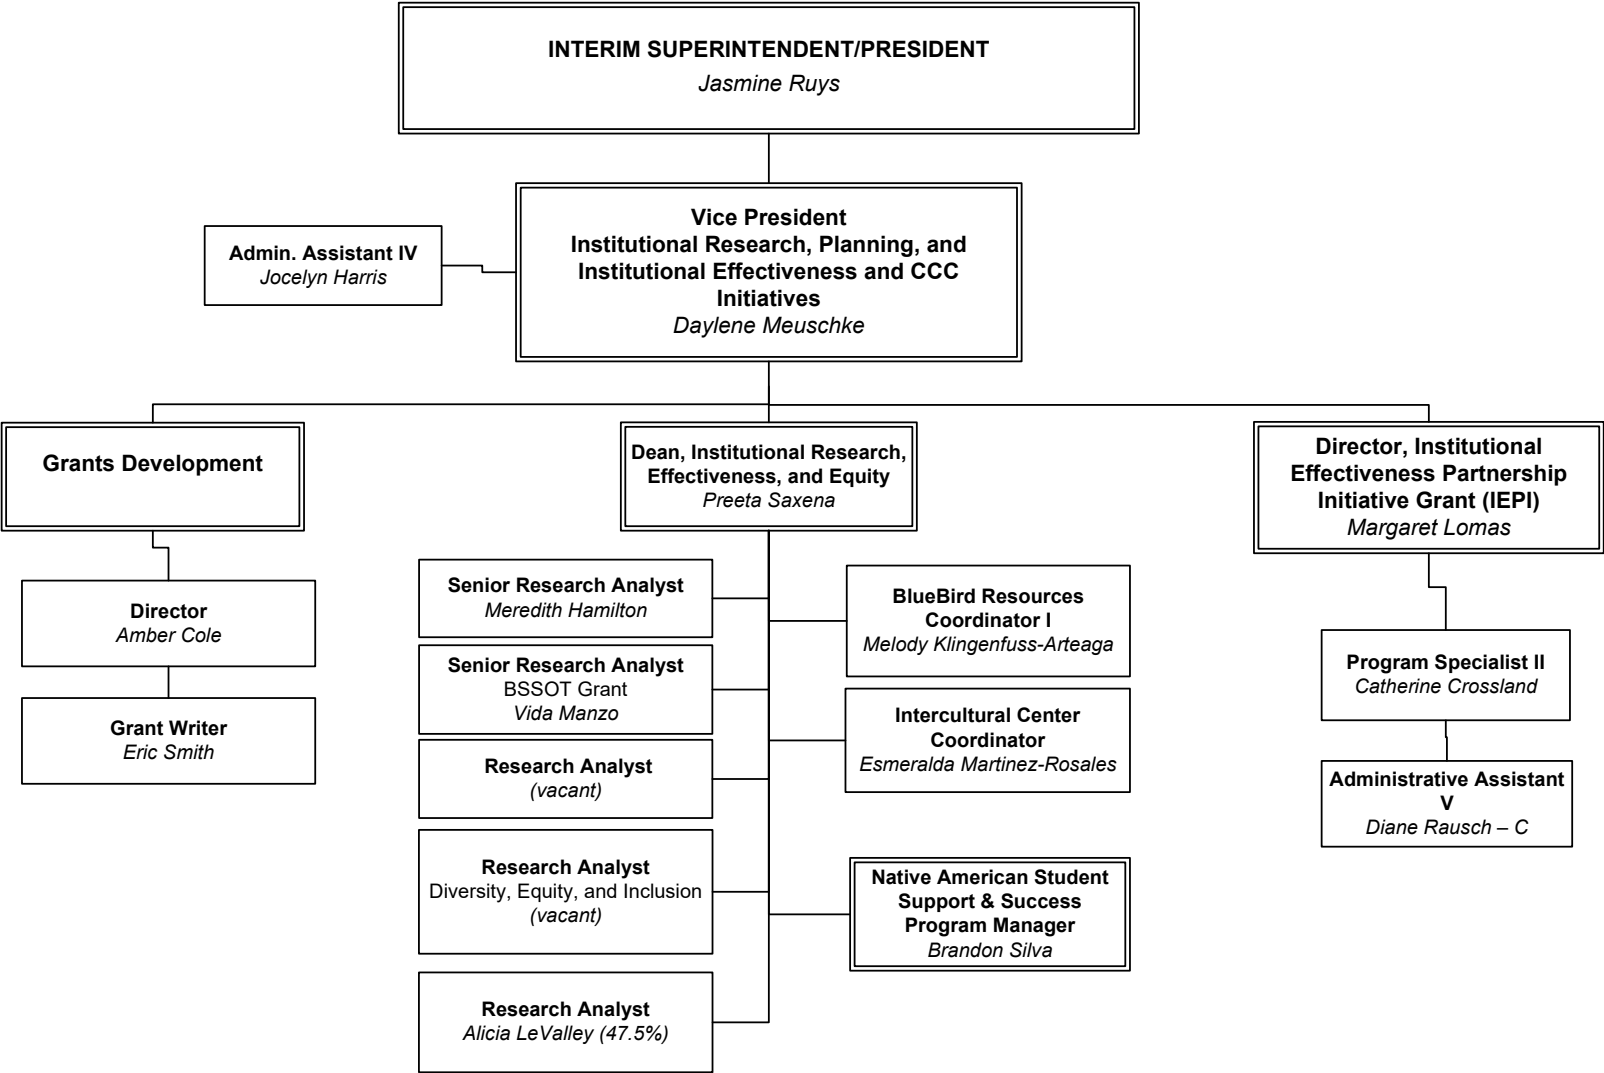 INTERIM SUPERINTENDENT/PRESIDENT
Jasmine Ruys
Vice President
Institutional Research, Planning, and
Institutional Effectiveness and CCC
Initiatives
Daylene Meuschke
Admin. Assistant IV
Jocelyn Harris
Grants Development
Director
Amber Cole
Grant Writer
Eric Smith
Dean, Institutional Research,
Effectiveness, and Equity
Preeta Saxena
Senior Research Analyst
Meredith Hamilton
Senior Research Analyst
BSSOT Grant
Vida Manzo
Research Analyst
(vacant)
Research Analyst
Diversity, Equity, and Inclusion
(vacant)
Research Analyst
Alicia LeValley (47.5%)
BlueBird Resources
Coordinator I
Melody Klingenfuss-Arteaga
Intercultural Center
Coordinator
Esmeralda Martinez-Rosales
Native American Student
Support & Success
Program Manager
Brandon Silva
Director, Institutional
Effectiveness Partnership
Initiative Grant (IEPI)
Margaret Lomas
Program Specialist II
Catherine Crossland
Administrative Assistant
V
Diane Rausch – C